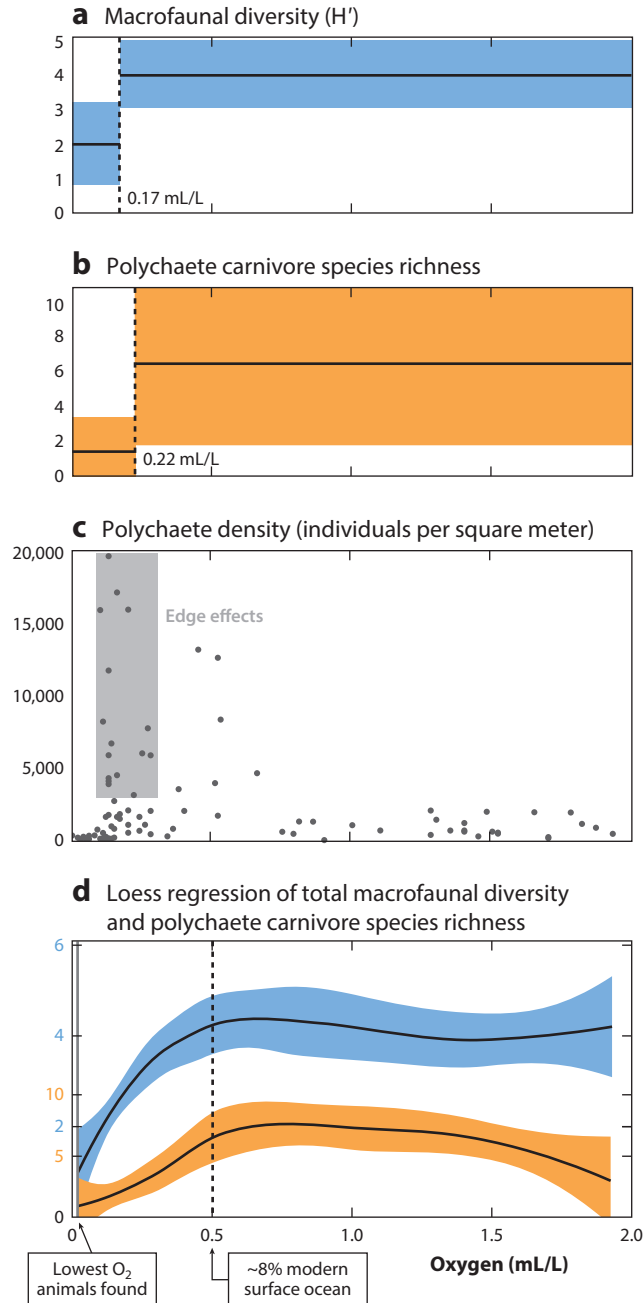 a Macrofaunal diversity (H′)
5
4
3
2
1
0
0.17 mL/L
b Polychaete carnivore species richness
10
8
6
4
2
0
0.22 mL/L
c Polychaete density (individuals per square meter)
20,000
15,000
10,000
5,000
0
Edge effects
d Loess regression of total macrofaunal diversity
and polychaete carnivore species richness
6
4
10
2
5
0
0 0.5 1.0 1.5 2.0
Oxygen (mL/L)
Lowest O₂
animals found
~8% modern
surface ocean